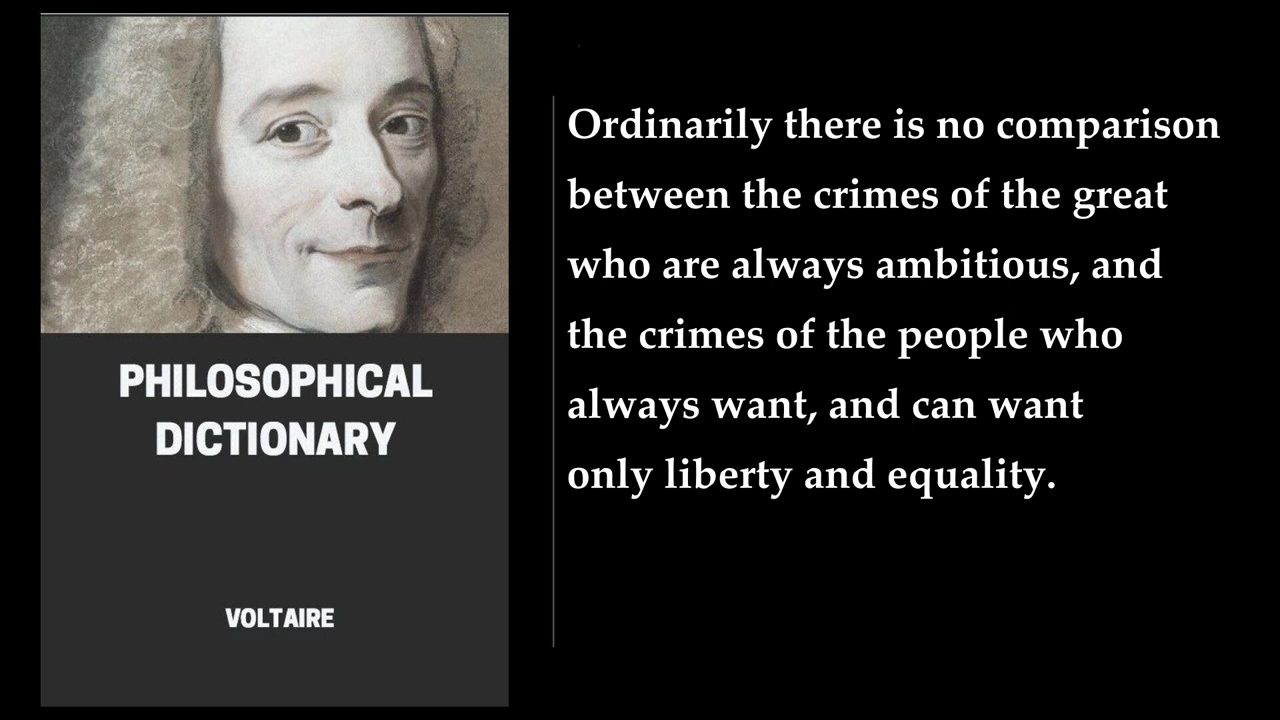 PHILOSOPHICAL
DICTIONARY
VOLTAIRE
Ordinarily there is no comparison
between the crimes of the great
who are always ambitious, and
the crimes of the people who
always want, and can want
only liberty and equality.